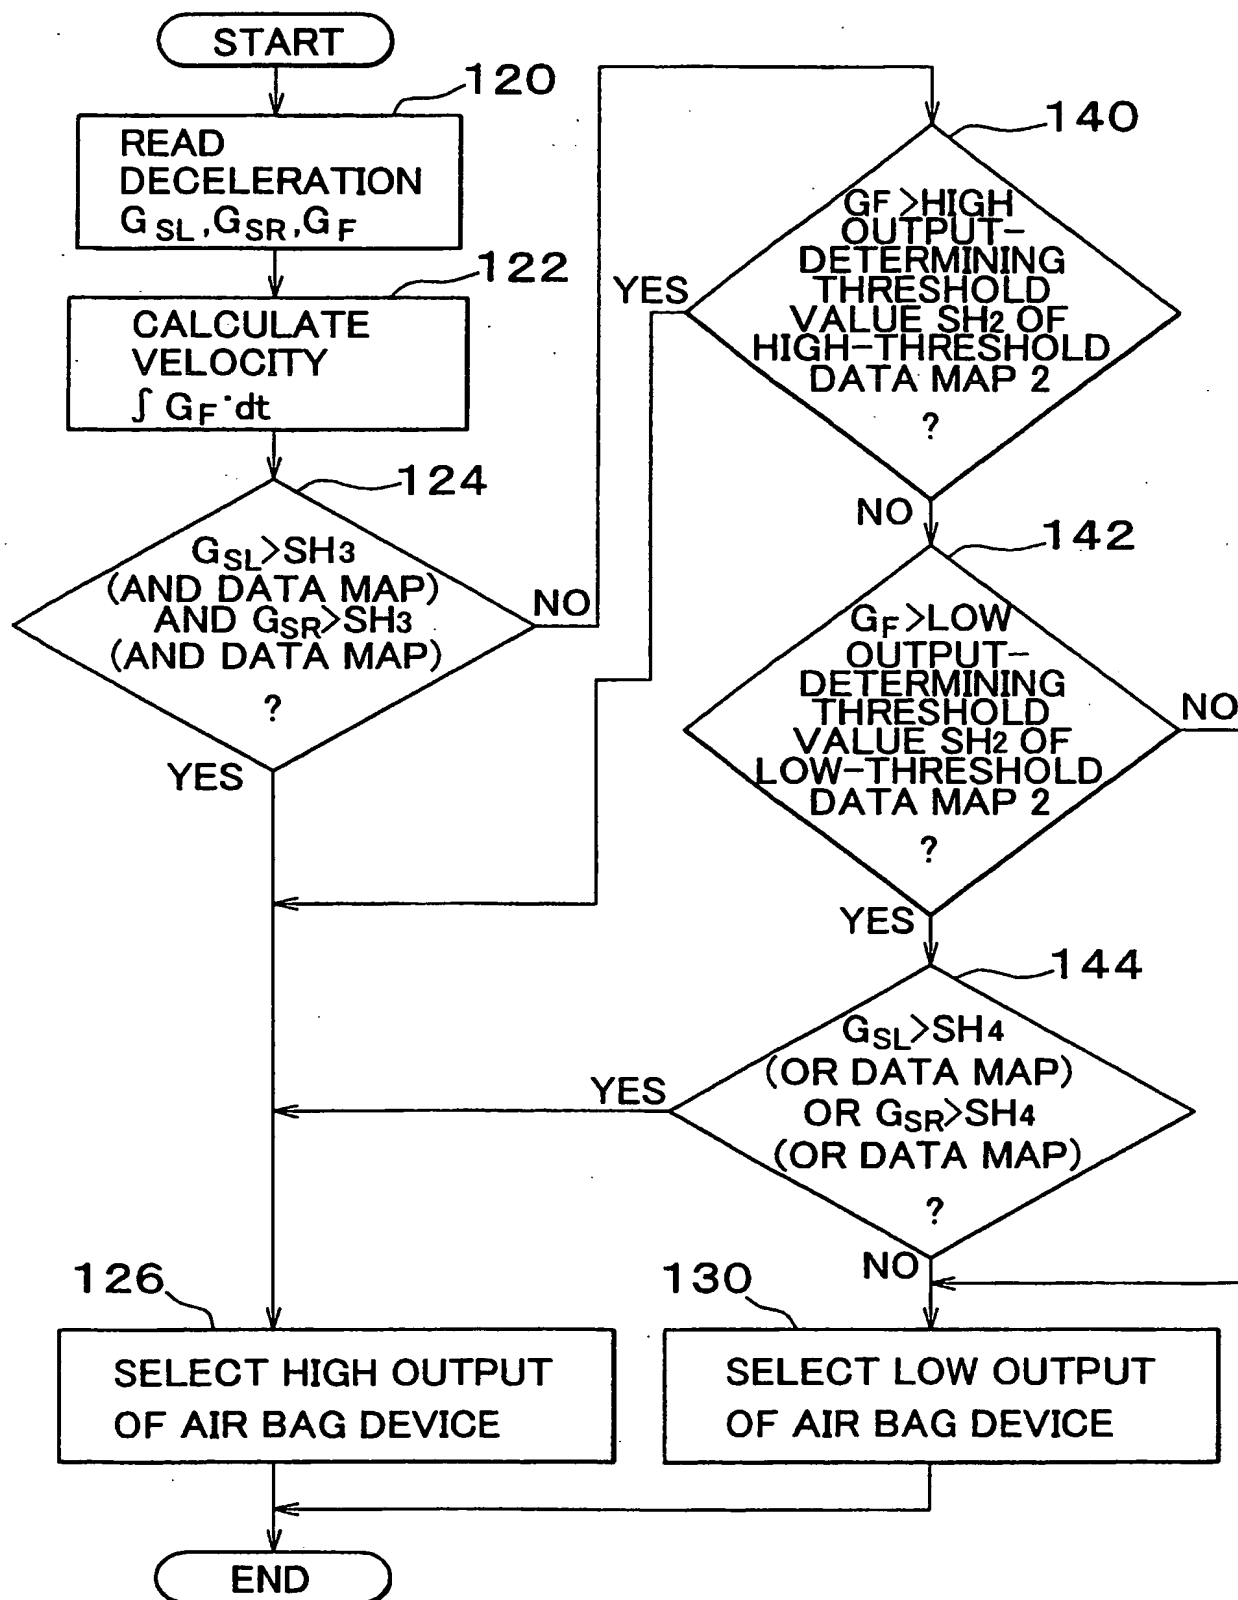 START
120
READ
DECELERATION
GSL,GSR,GF
122
CALCULATE
VELOCITY
∫ GF·dt
124
GSL>SH3
(AND DATA MAP)
AND GSR>SH3
(AND DATA MAP)
?
NO
YES
140
GF>HIGH
OUTPUT-
DETERMINING
THRESHOLD
VALUE SH2 OF
HIGH-THRESHOLD
DATA MAP 2
?
YES
NO
142
GF>LOW
OUTPUT-
DETERMINING
THRESHOLD
VALUE SH2 OF
LOW-THRESHOLD
DATA MAP 2
?
NO
YES
144
GSL>SH4
(OR DATA MAP)
OR GSR>SH4
(OR DATA MAP)
?
YES
NO
126
SELECT HIGH OUTPUT
OF AIR BAG DEVICE
130
SELECT LOW OUTPUT
OF AIR BAG DEVICE
END